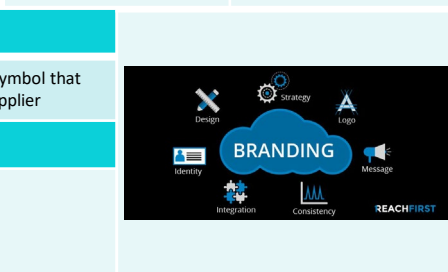 ymbol that
pplier
Strategy
Design
Logo
BRANDING
Identity
Message
Integration
Consistency
REACHFIRST